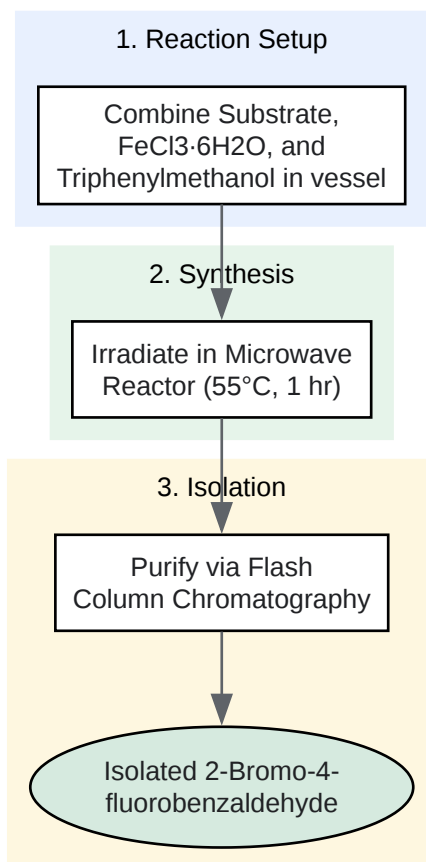 1. Reaction Setup
Combine Substrate,
FeCl3·6H2O, and
Triphenylmethanol in vessel
2. Synthesis
Irradiate in Microwave
Reactor (55°C, 1 hr)
3. Isolation
Purify via Flash
Column Chromatography
Isolated 2-Bromo-4-
fluorobenzaldehyde